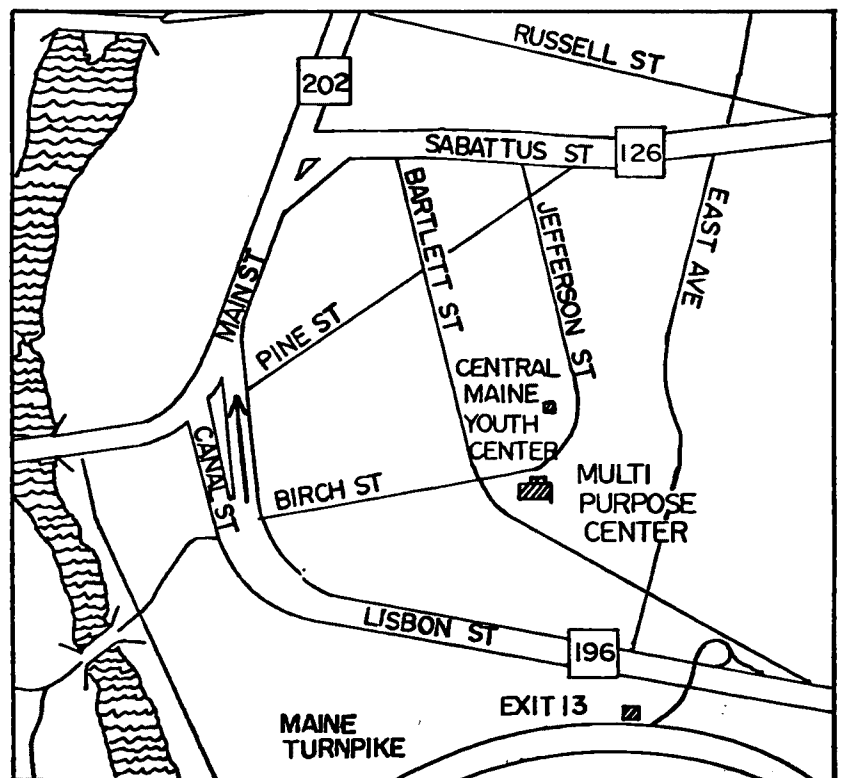 RUSSELL ST
202
SABATTUS ST
126
BARTLETT ST
JEFFERSON ST
EAST AVE
MAIN ST
PINE ST
CENTRAL
MAINE
YOUTH
CENTER
CANAL ST
BIRCH ST
MULTI
PURPOSE
CENTER
LISBON ST
196
EXIT 13
MAINE
TURNPIKE